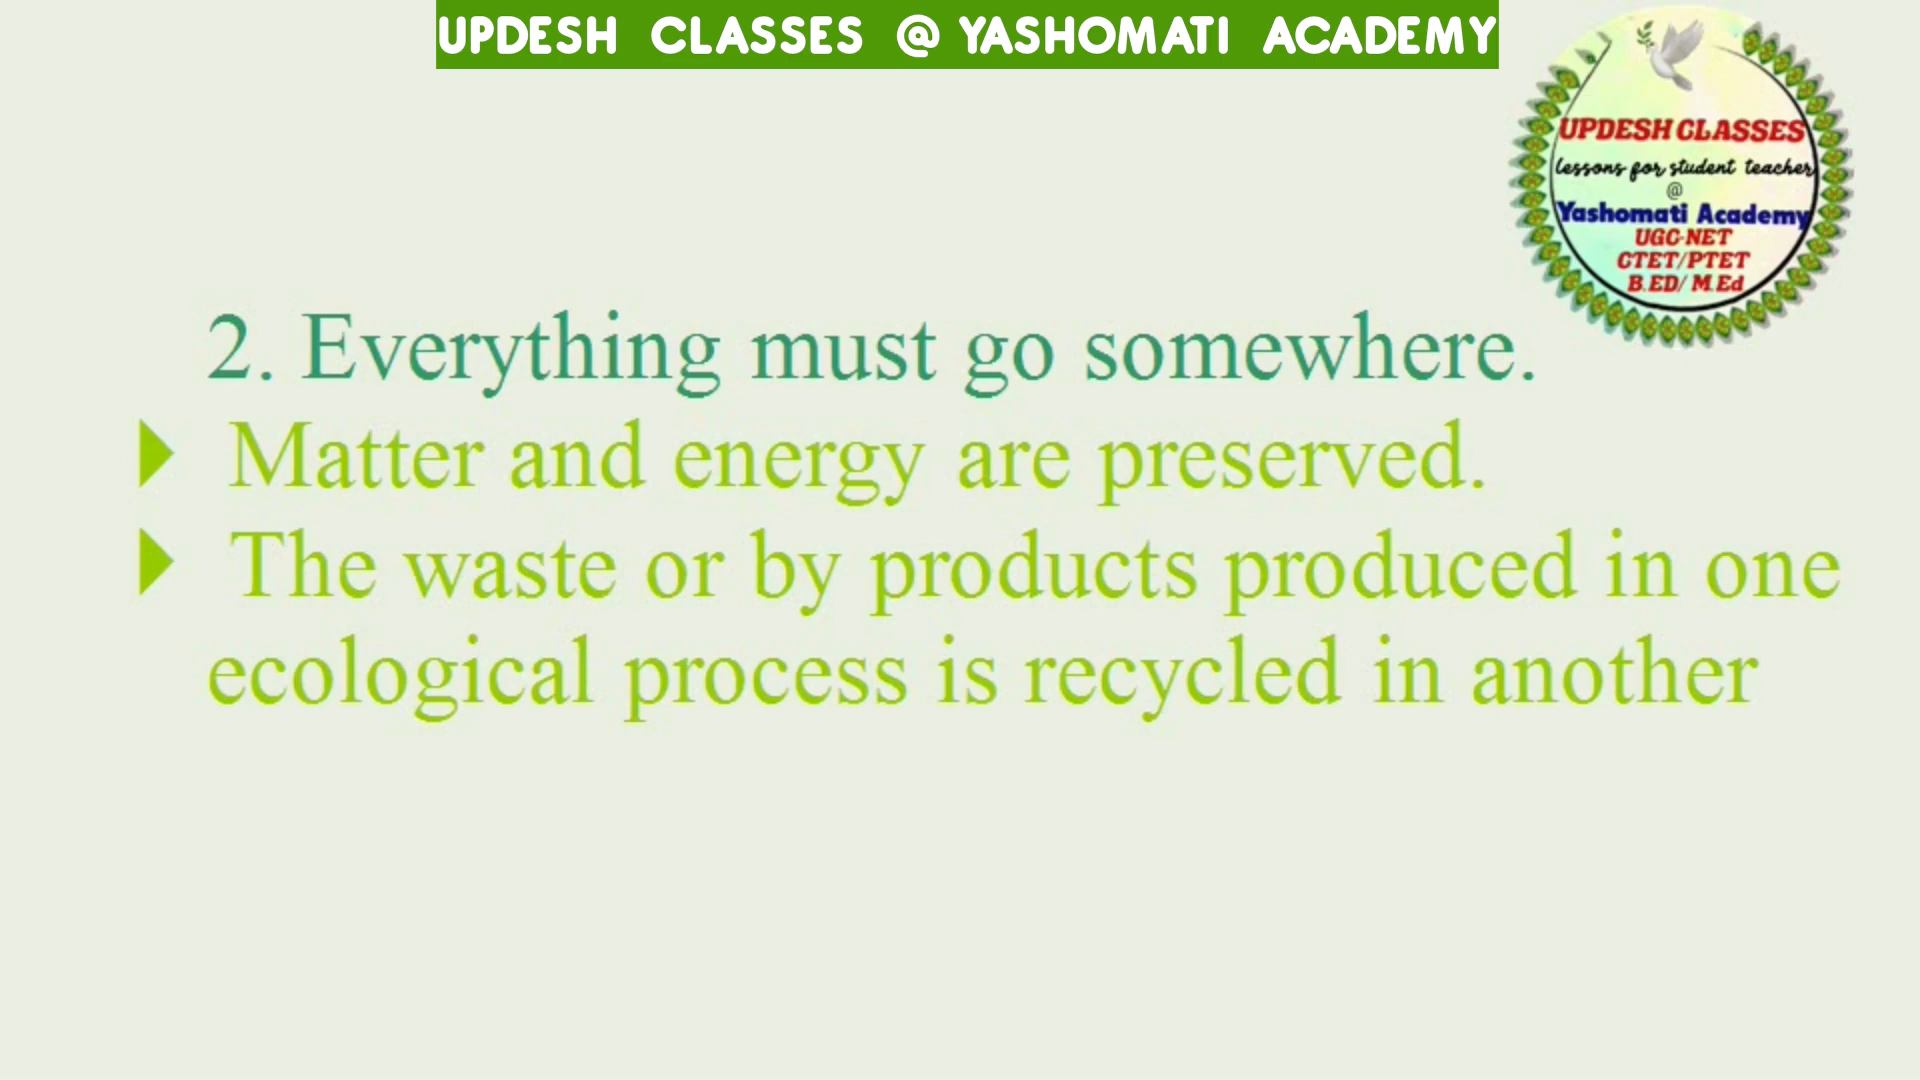 UPDESH CLASSES @ YASHOMATI ACADEMY
UPDESH CLASSES
lessons for student teacher
@
Yashomati Academy
UGC-NET
CTET/PTET
B.ED/ M.Ed
2. Everything must go somewhere.
Matter and energy are preserved.
The waste or by products produced in one
ecological process is recycled in another